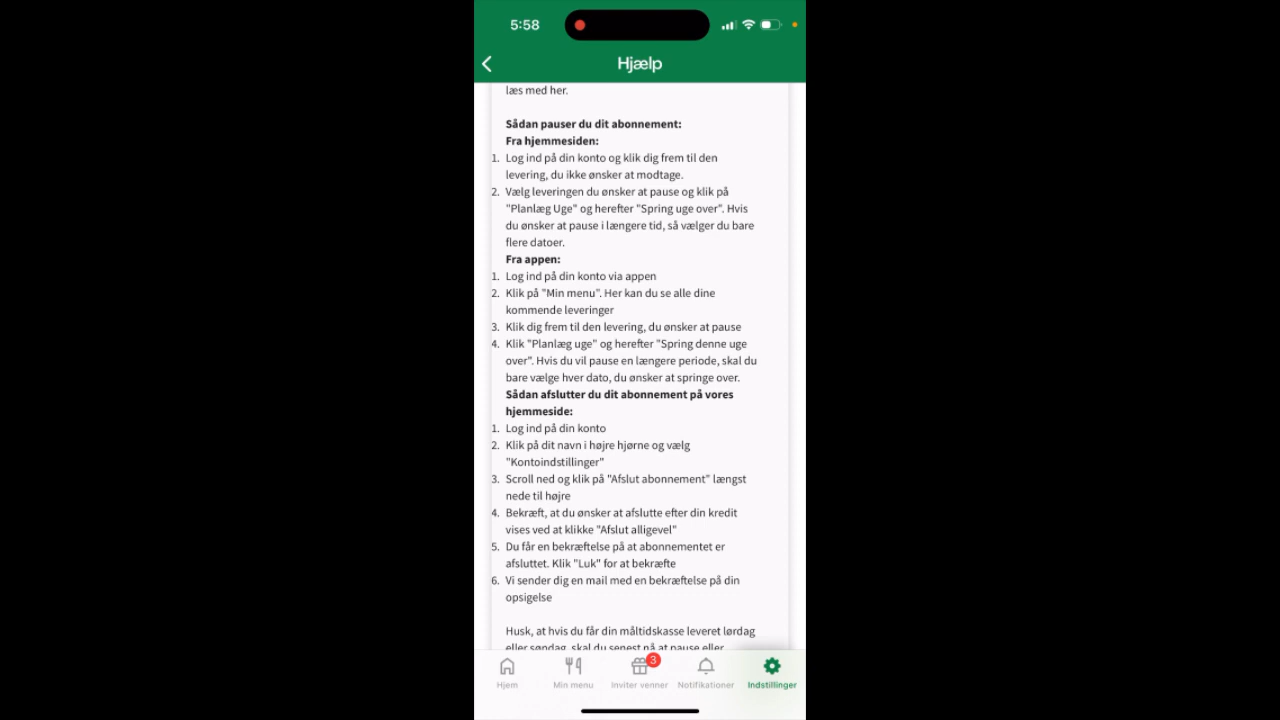 5:58
Hjælp
læs med her.
Sådan pauser du dit abonnement:
Fra hjemmesiden:
1. Log ind på din konto og klik dig frem til den
levering, du ikke ønsker at modtage.
2. Vælg leveringen du ønsker at pause og klik på
"Planlæg Uge" og herefter "Spring uge over". Hvis
du ønsker at pause i længere tid, så vælger du bare
flere datoer.
Fra appen:
1. Log ind på din konto via appen
2. Klik på "Min menu". Her kan du se alle dine
kommende leveringer
3. Klik dig frem til den levering, du ønsker at pause
4. Klik "Planlæg uge" og herefter "Spring denne uge
over". Hvis du vil pause en længere periode, skal du
bare vælge hver dato, du ønsker at springe over.
Sådan afslutter du dit abonnement på vores
hjemmeside:
1. Log ind på din konto
2. Klik på dit navn i højre hjørne og vælg
"Kontoindstillinger"
3. Scroll ned og klik på "Afslut abonnement" længst
nede til højre
4. Bekræft, at du ønsker at afslutte efter din kredit
vises ved at klikke "Afslut alligevel"
5. Du får en bekræftelse på at abonnementet er
afsluttet. Klik "Luk" for at bekræfte
6. Vi sender dig en mail med en bekræftelse på din
opsigelse
Husk, at hvis du får din måltidskasse leveret lørdag
eller søndag, skal du senest nå at pause eller
3
Hjem Min menu Inviter venner Notifikationer Indstillinger